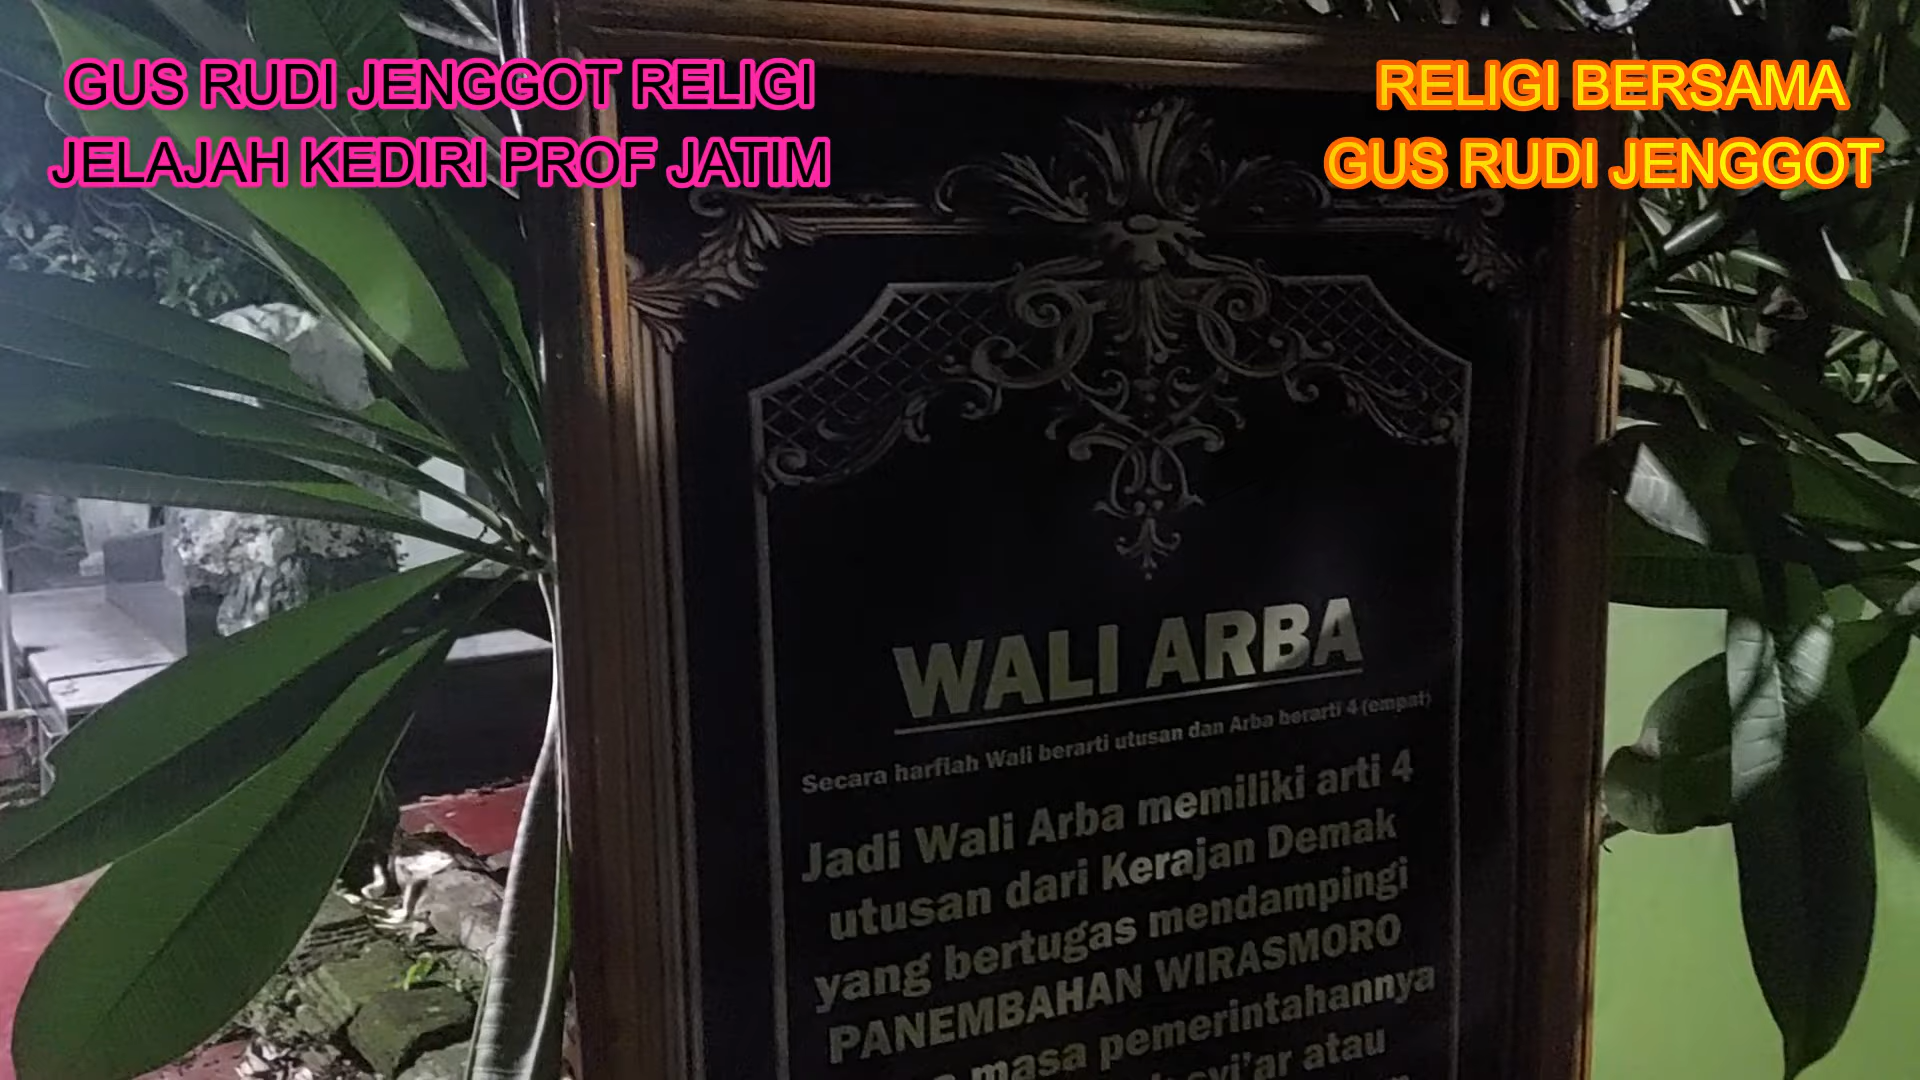 GUS RUDI JENGGOT RELIGI
JELAJAH KEDIRI PROF JATIM
RELIGI BERSAMA
GUS RUDI JENGGOT
WALI ARBA
Secara harfiah Wali berarti utusan dan Arba berarti 4 (empat)
Jadi Wali Arba memiliki arti 4
utusan dari Kerajan Demak
yang bertugas mendampingi
PANEMBAHAN WIRASMORO
masa pemerintahannya
syi'ar atau